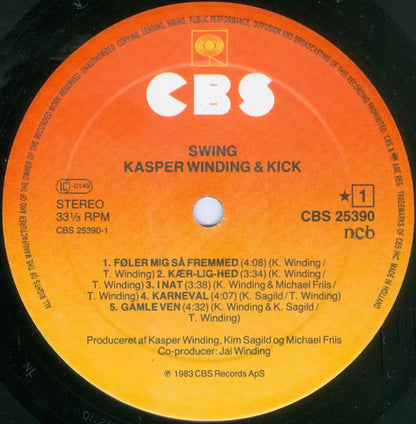 ALL RIGHTS OF THE MANUFACTURER AND OF THE OWNER OF THE RECORDED WORK RESERVED. UNAUTHORIZED COPYING, LENDING, HIRING, PUBLIC PERFORMANCE, DIFFUSION AND BROADCASTING OF THIS RECORDING PROHIBITED. CBS & ARE REG. TRADEMARKS OF CBS INC. MADE IN HOLLAND
CBS
SWING
KASPER WINDING & KICK
LC-0149
STEREO
33⅓ RPM
CBS 25390-1
★ 1
CBS 25390
ncb
1. FØLER MIG SÅ FREMMED (4:08) (K. Winding /
T. Winding) 2. KÆR-LIG-HED (3:34) (K. Winding /
T. Winding) 3. I NAT (3:38) (K. Winding & Michael Friis /
T. Winding) 4. KARNEVAL (4:07) (K. Sagild / T. Winding)
5. GAMLE VEN (4:32) (K. Winding & K. Sagild /
T. Winding)
Produceret af Kasper Winding, Kim Sagild og Michael Friis
Co-producer: Jai Winding
℗ 1983 CBS Records ApS